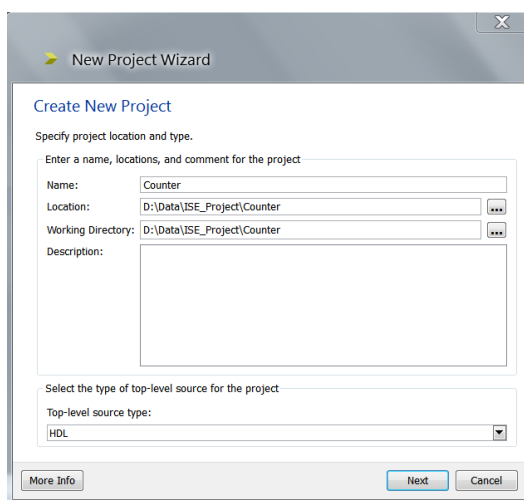 New Project Wizard
Create New Project
Specify project location and type.
Enter a name, locations, and comment for the project
Name: Counter
Location: D:\Data\ISE_Project\Counter ...
Working Directory: D:\Data\ISE_Project\Counter ...
Description:
Select the type of top-level source for the project
Top-level source type:
HDL
More Info Next Cancel